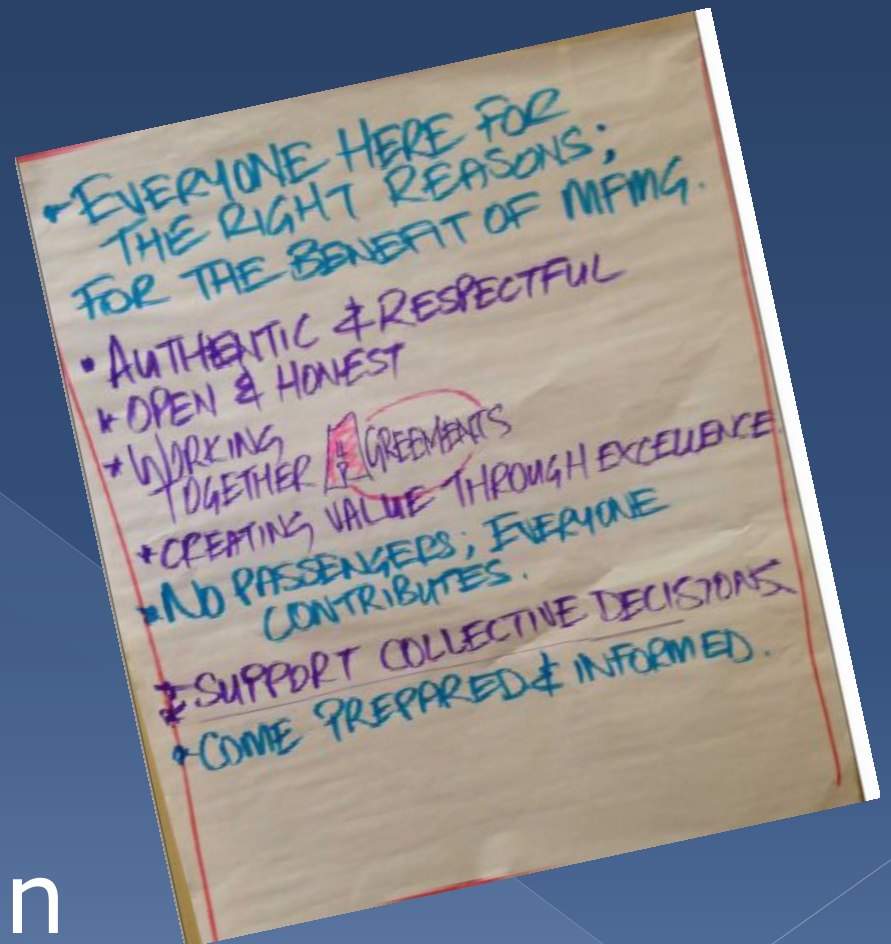 • EVERYONE HERE FOR
THE RIGHT REASONS;
FOR THE BENEFIT OF MFMG.
• AUTHENTIC & RESPECTFUL
* OPEN & HONEST
* WORKING
TOGETHER AGREEMENTS
* CREATING VALUE THROUGH EXCELLENCE
* NO PASSENGERS; EVERYONE
CONTRIBUTES.
* SUPPORT COLLECTIVE DECISIONS
* COME PREPARED & INFORMED.
n